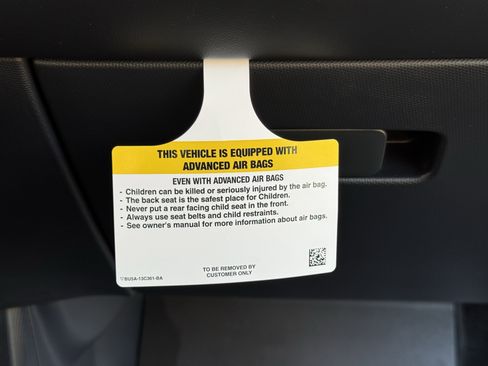 THIS VEHICLE IS EQUIPPED WITH
ADVANCED AIR BAGS
EVEN WITH ADVANCED AIR BAGS
- Children can be killed or seriously injured by the air bag.
- The back seat is the safest place for Children.
- Never put a rear facing child seat in the front.
- Always use seat belts and child restraints.
- See owner's manual for more information about air bags.
TO BE REMOVED BY
CUSTOMER ONLY
BU5A-13C361-BA